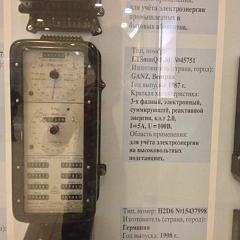 для учёта электроэнергии
промышленных и
бытовых абонентов.
Тип, номер:
№45751
Изготовитель (страна, город):
GANZ, Венгрия
Год выпуска: 1987 г.
Краткая характеристика:
3-х фазный, электронный,
суммирующий, реактивной
энергии, кл.т 2.0,
I=5А, U=100В.
Область применения:
для учёта электроэнергии
на высоковольтных
подстанциях.
Тип, номер: H2D6 №15437998
Изготовитель (страна, город):
Германия
Год выпуска: 1998 г.